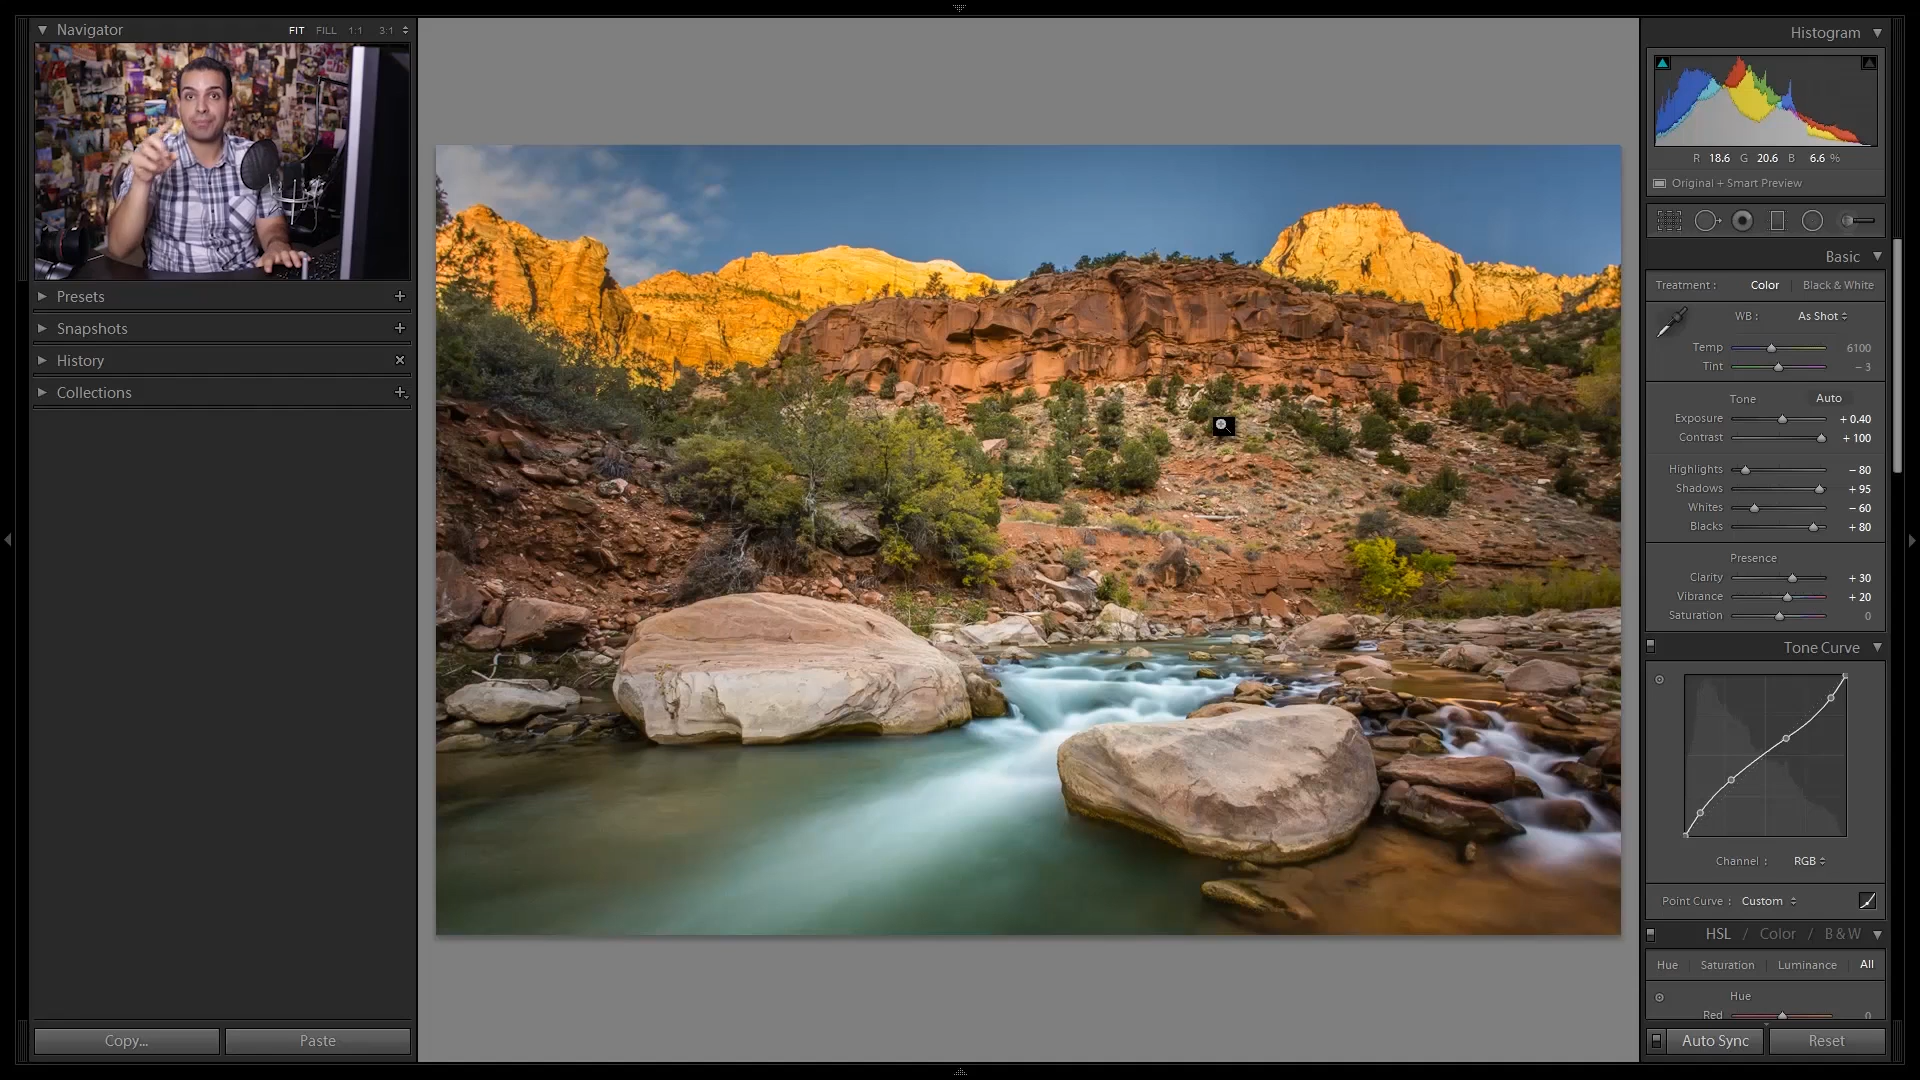 Navigator FIT FILL 1:1 3:1
Presets
Snapshots
History
Collections
Copy... Paste
Histogram
R 18.6 G 20.6 B 6.6 %
Original + Smart Preview
Basic
Treatment : Color Black & White
WB : As Shot
Temp 6100
Tint – 3
Tone Auto
Exposure + 0.40
Contrast + 100
Highlights – 80
Shadows + 95
Whites – 60
Blacks + 80
Presence
Clarity + 30
Vibrance + 20
Saturation 0
Tone Curve
Channel : RGB
Point Curve : Custom
HSL / Color / B & W
Hue Saturation Luminance All
Hue
Red 0
Auto Sync Reset